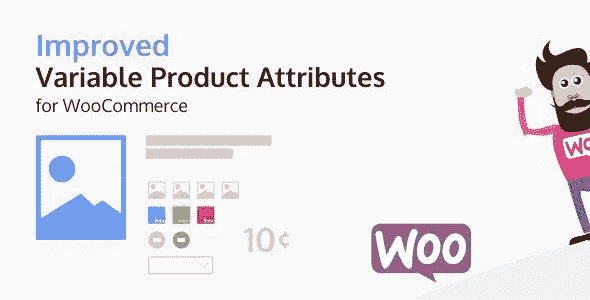 Improved
Variable Product Attributes
for WooCommerce
10¢
WOO
WOO